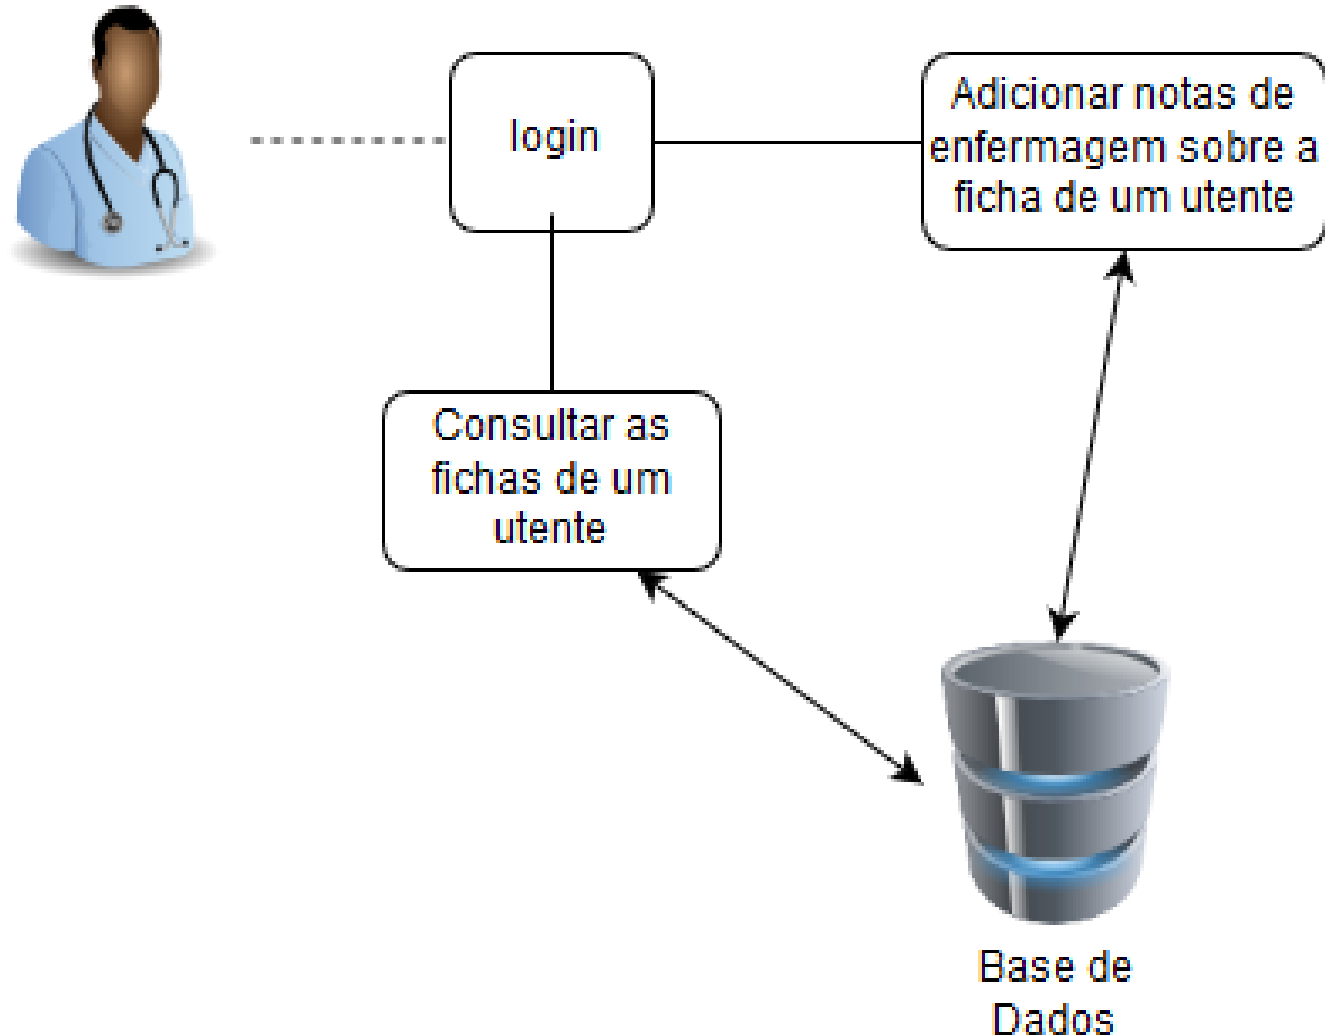 login
Adicionar notas de
enfermagem sobre a
ficha de um utente
Consultar as
fichas de um
utente
Base de
Dados